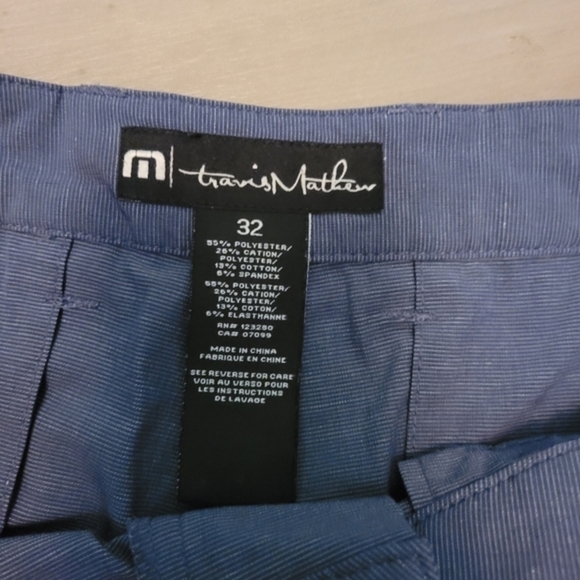 m | travisMathew
32
55% POLYESTER/
26% CATION/
POLYESTER/
13% COTTON/
6% SPANDEX
55% POLYESTER/
26% CATION/
POLYESTER/
13% COTON/
6% ELASTHANNE
RN# 123280
CA# 07099
MADE IN CHINA
FABRIQUE EN CHINE
SEE REVERSE FOR CARE
VOIR AU VERSO POUR
LES INSTRUCTIONS
DE LAVAGE